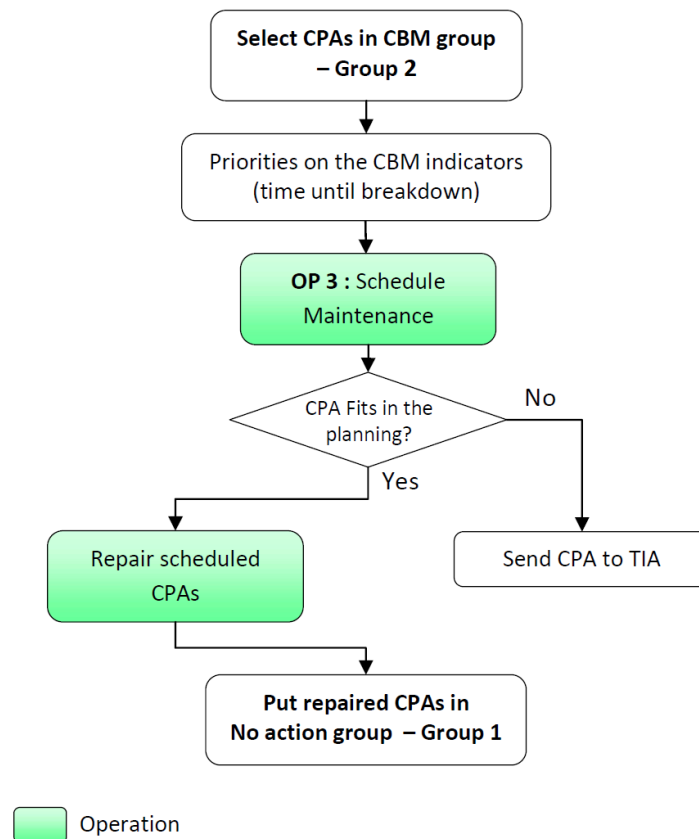 Select CPAs in CBM group
– Group 2
Priorities on the CBM indicators
(time until breakdown)
OP 3 : Schedule
Maintenance
CPA Fits in the
planning?
No
Yes
Repair scheduled
CPAs
Send CPA to TIA
Put repaired CPAs in
No action group – Group 1
Operation